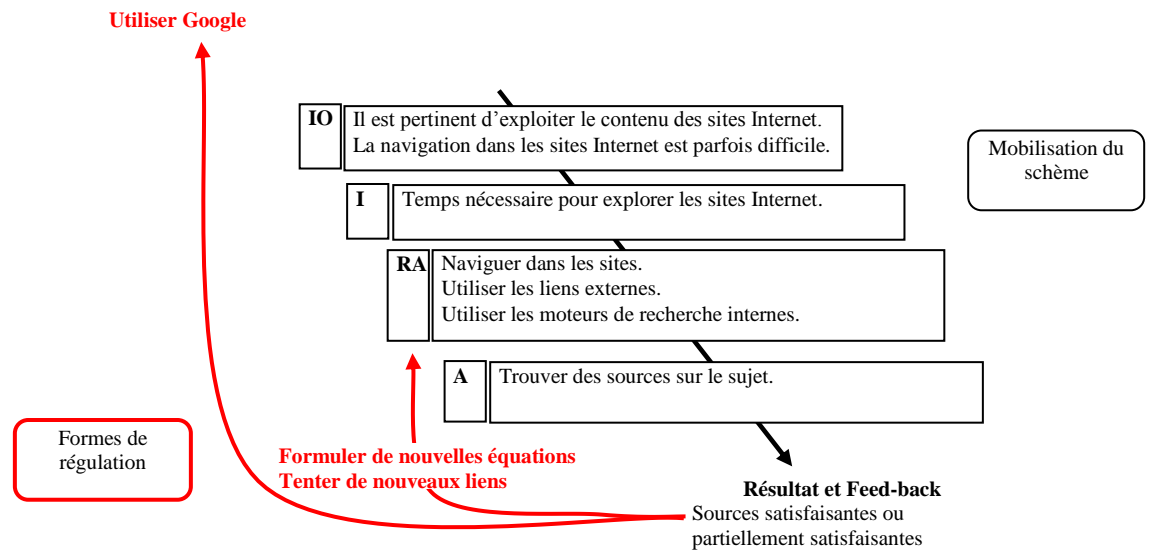 Utiliser Google
IO
Il est pertinent d'exploiter le contenu des sites Internet.
La navigation dans les sites Internet est parfois difficile.
Mobilisation du
schème
I
Temps nécessaire pour explorer les sites Internet.
RA
Naviguer dans les sites.
Utiliser les liens externes.
Utiliser les moteurs de recherche internes.
A
Trouver des sources sur le sujet.
Formes de
régulation
Formuler de nouvelles équations
Tenter de nouveaux liens
Résultat et Feed-back
Sources satisfaisantes ou
partiellement satisfaisantes